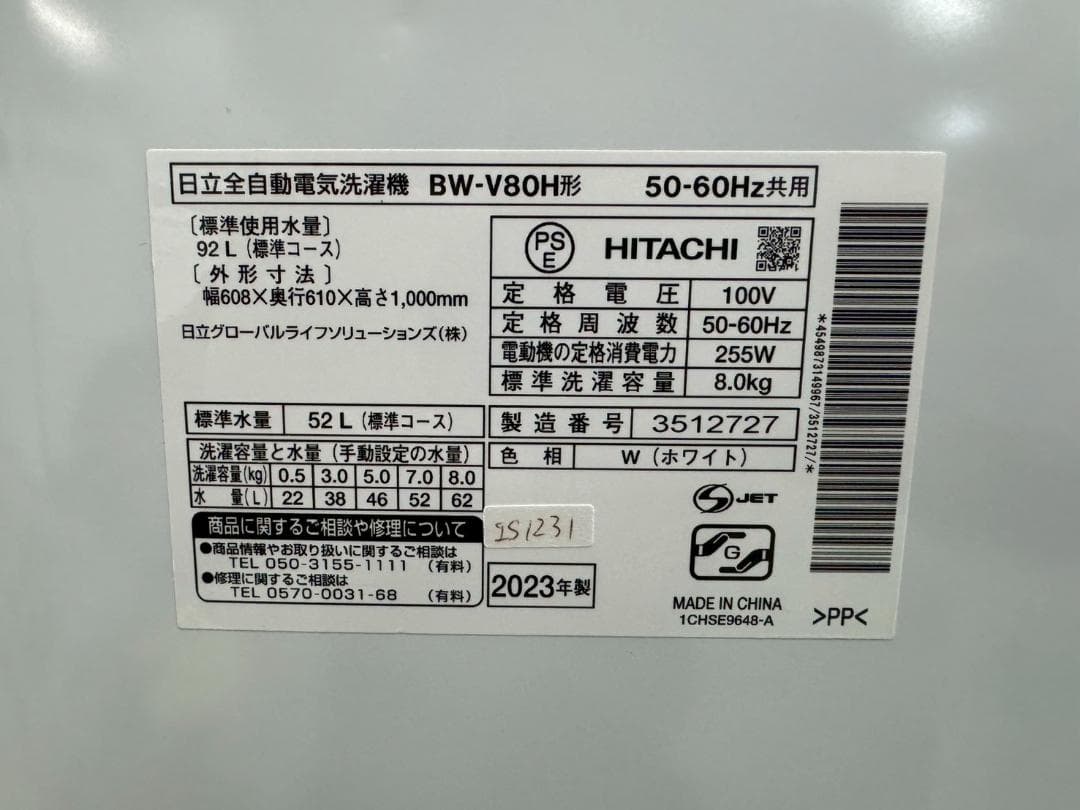 日立全自動電気洗濯機 BW-V80H形 50-60Hz共用
〔標準使用水量〕
92 L (標準コース)
〔外形寸法〕
幅608×奥行610×高さ1,000mm
日立グローバルライフソリューションズ(株)
PS
E
HITACHI
定格電圧 100V
定格周波数 50-60Hz
電動機の定格消費電力 255W
標準洗濯容量 8.0kg
標準水量 52 L (標準コース)
製造番号 3512727
色相 W (ホワイト)
洗濯容量と水量 (手動設定の水量)
洗濯容量(kg) 0.5 3.0 5.0 7.0 8.0
水量(L) 22 38 46 52 62
商品に関するご相談や修理について
●商品情報やお取り扱いに関するご相談は
TEL 050-3155-1111 (有料)
●修理に関するご相談は
TEL 0570-0031-68 (有料)
IS1231
2023年製
S JET
G
MADE IN CHINA
1CHSE9648-A
>PP<
*4549873149967/3512727/*